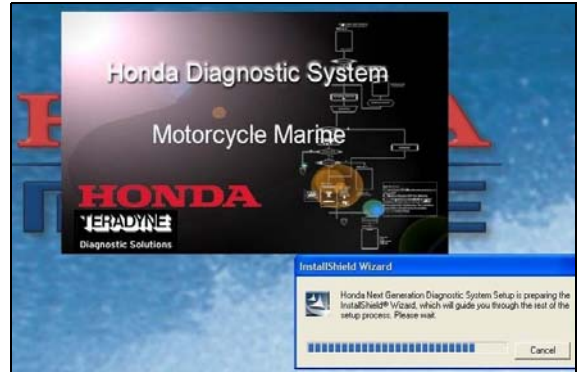 Honda Diagnostic System
Motorcycle Marine
HONDA
TERADYNE
Diagnostic Solutions
InstallShield Wizard
Honda Next Generation Diagnostic System Setup is preparing the
InstallShield® Wizard, which will guide you through the rest of the
setup process. Please wait.
Cancel